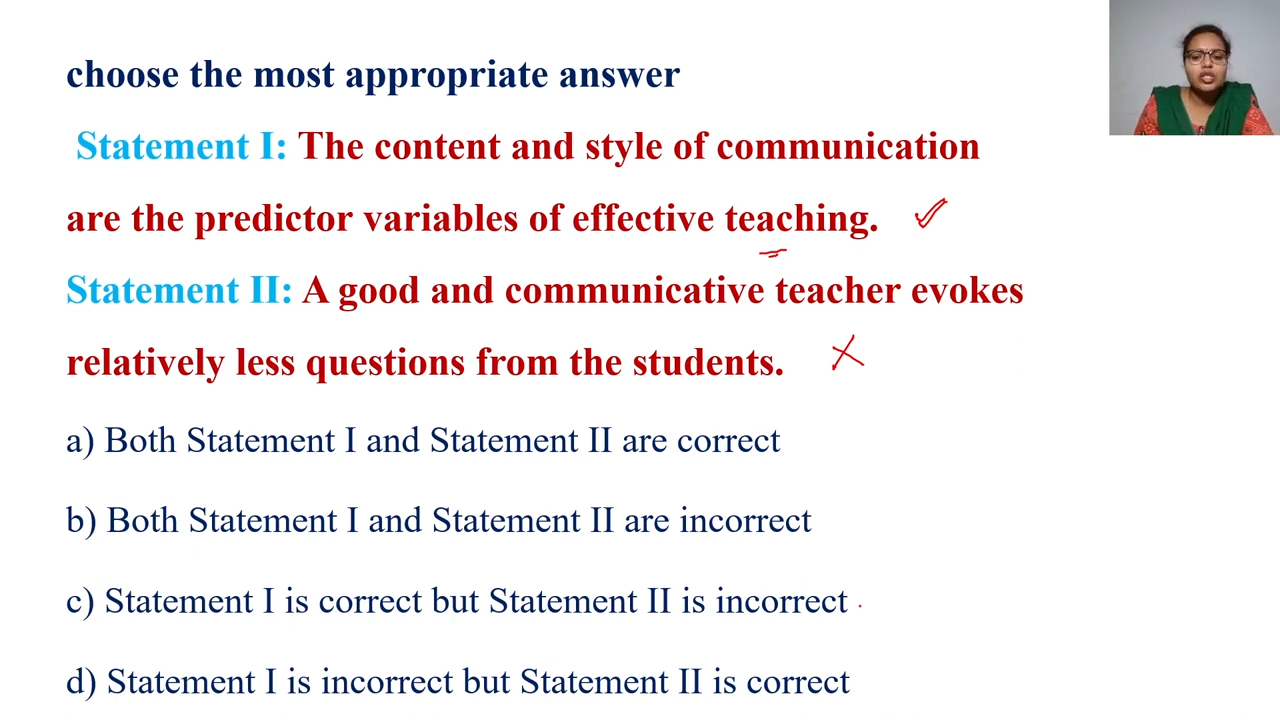 choose the most appropriate answer
Statement I: The content and style of communication
are the predictor variables of effective teaching.
Statement II: A good and communicative teacher evokes
relatively less questions from the students.
a) Both Statement I and Statement II are correct
b) Both Statement I and Statement II are incorrect
c) Statement I is correct but Statement II is incorrect
d) Statement I is incorrect but Statement II is correct